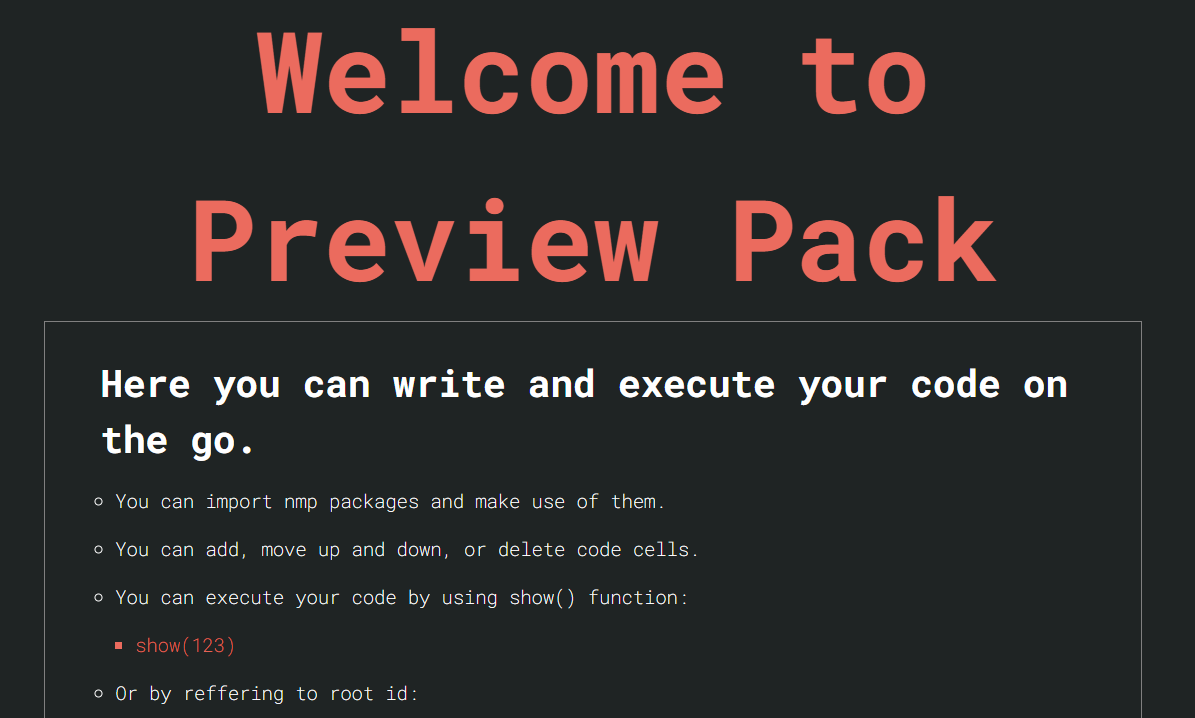 Welcome to
Preview Pack
Here you can write and execute your code on
the go.
You can import nmp packages and make use of them.
You can add, move up and down, or delete code cells.
You can execute your code by using show() function:
show(123)
Or by reffering to root id: